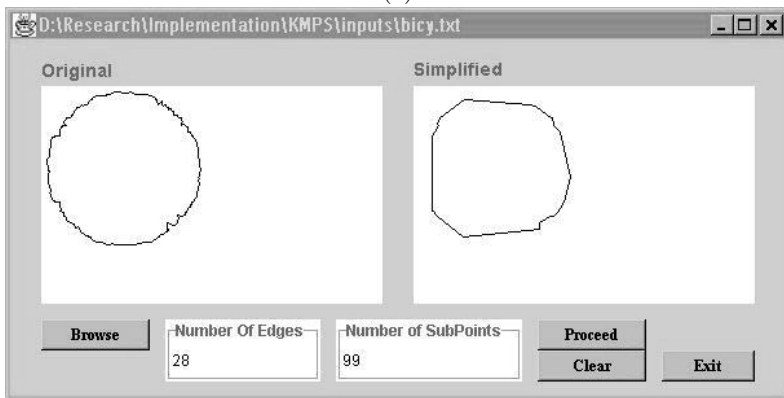 D:\Research\Implementation\KMPS\inputs\bicy.txt
Original
Simplified
Browse
Number Of Edges
28
Number of SubPoints
99
Proceed
Clear
Exit